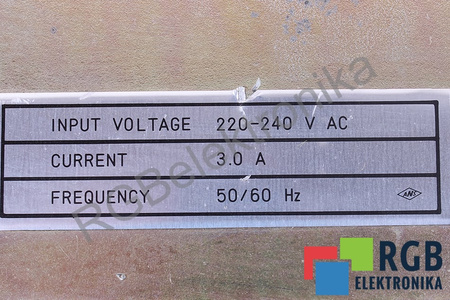 INPUT VOLTAGE 220-240 V AC
CURRENT 3.0 A
FREQUENCY 50/60 Hz
RGBelektronika
RGB
ELEKTRONIKA